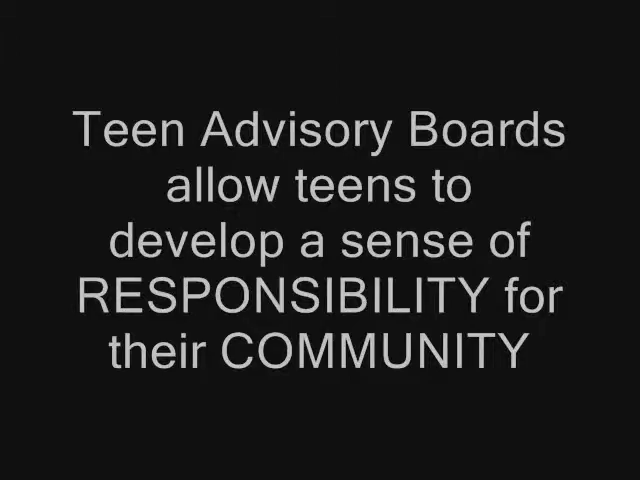 Teen Advisory Boards
allow teens to
develop a sense of
RESPONSIBILITY for
their COMMUNITY